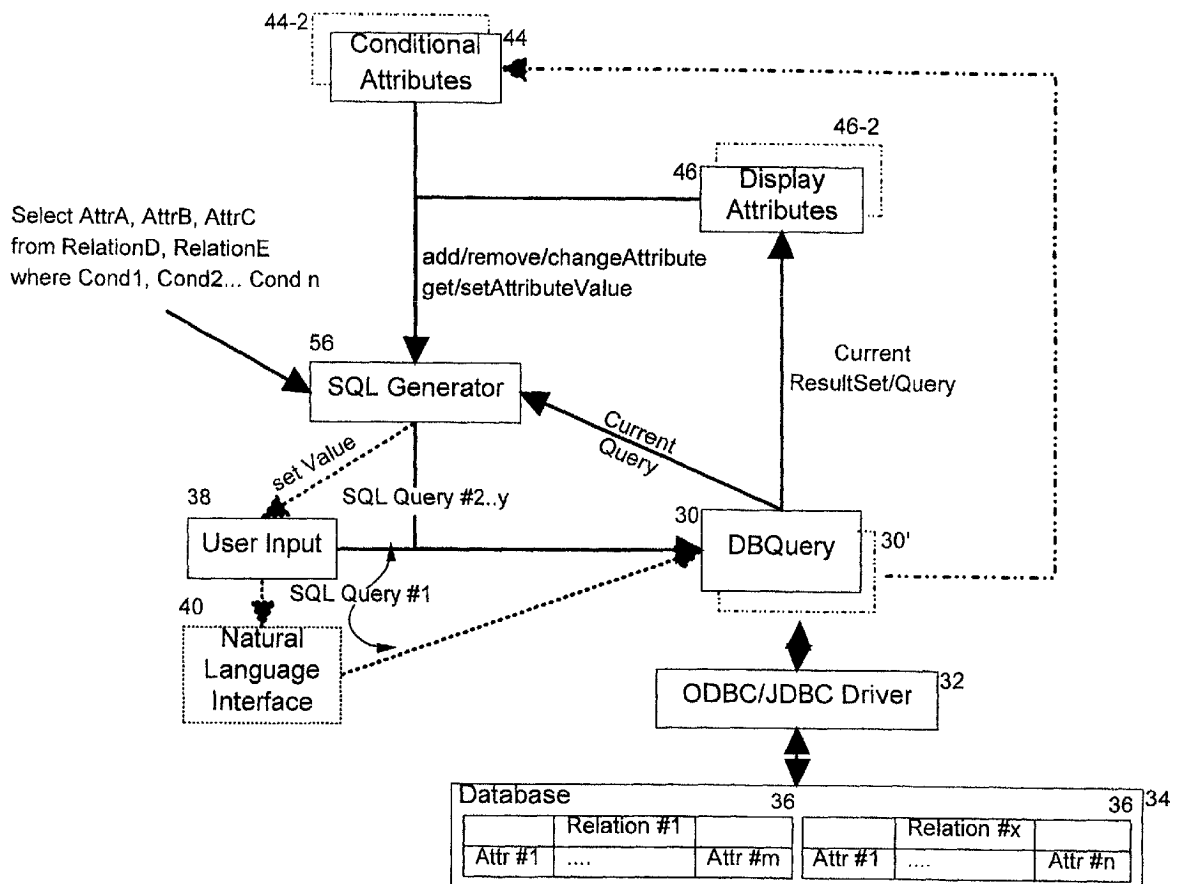 44-2
44
Conditional
Attributes
46-2
46
Display
Attributes
Select AttrA, AttrB, AttrC
from RelationD, RelationE
where Cond1, Cond2... Cond n
add/remove/changeAttribute
get/setAttributeValue
56
SQL Generator
Current
ResultSet/Query
Current
Query
set Value
38
SQL Query #2..y
30
User Input
DBQuery
30'
SQL Query #1
40
Natural
Language
Interface
ODBC/JDBC Driver
32
Database
36
36
34
Relation #1
Relation #x
Attr #1
....
Attr #m
Attr #1
....
Attr #n